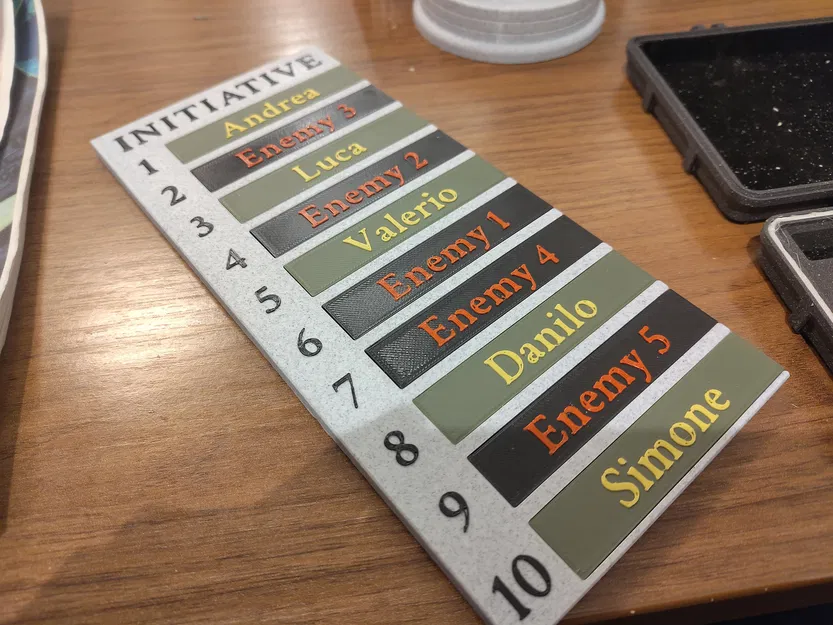 INITIATIVE
1 Andrea
2 Enemy 3
3 Luca
4 Enemy 2
5 Valerio
6 Enemy 1
7 Enemy 4
8 Danilo
9 Enemy 5
10 Simone